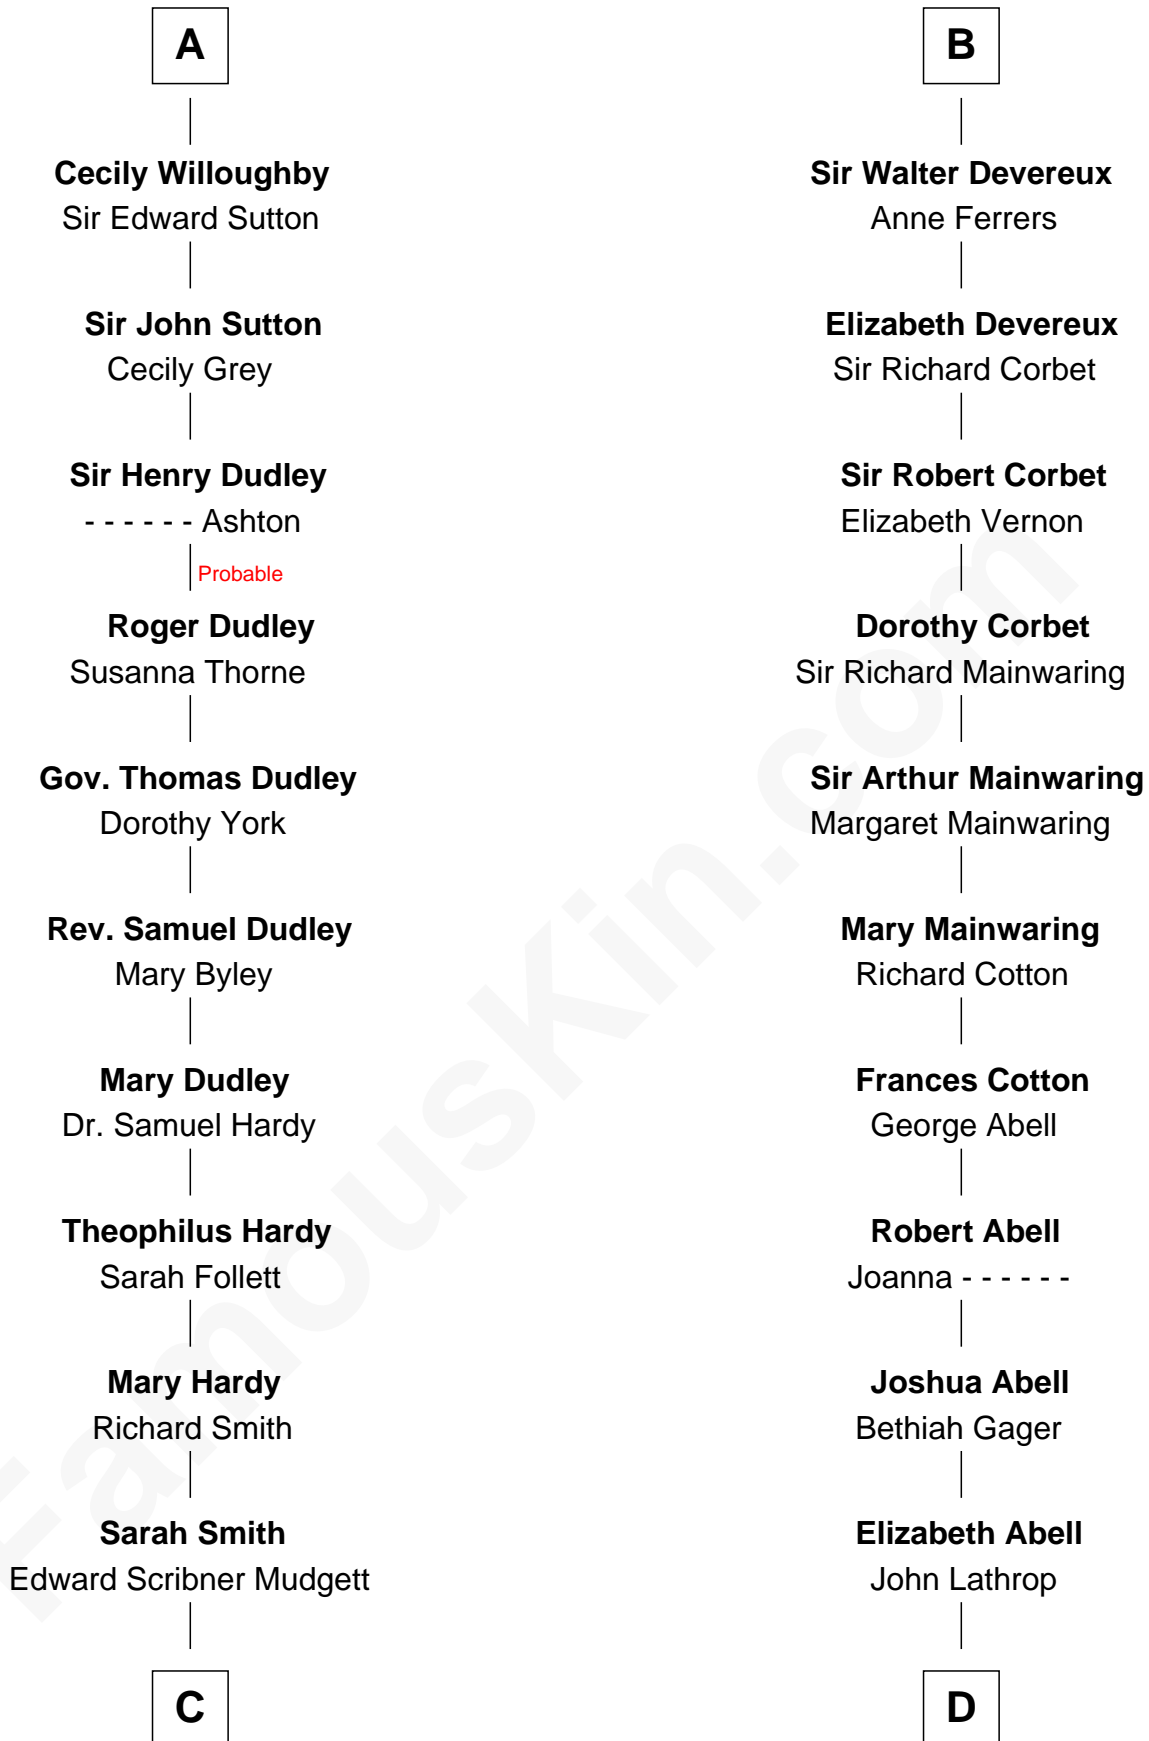 A
Cecily Willoughby
Sir Edward Sutton
Sir John Sutton
Cecily Grey
Sir Henry Dudley
- - - - - - Ashton
Probable
Roger Dudley
Susanna Thorne
Gov. Thomas Dudley
Dorothy York
Rev. Samuel Dudley
Mary Byley
Mary Dudley
Dr. Samuel Hardy
Theophilus Hardy
Sarah Follett
Mary Hardy
Richard Smith
Sarah Smith
Edward Scribner Mudgett
C
B
Sir Walter Devereux
Anne Ferrers
Elizabeth Devereux
Sir Richard Corbet
Sir Robert Corbet
Elizabeth Vernon
Dorothy Corbet
Sir Richard Mainwaring
Sir Arthur Mainwaring
Margaret Mainwaring
Mary Mainwaring
Richard Cotton
Frances Cotton
George Abell
Robert Abell
Joanna - - - - - -
Joshua Abell
Bethiah Gager
Elizabeth Abell
John Lathrop
D
FamousKin.com